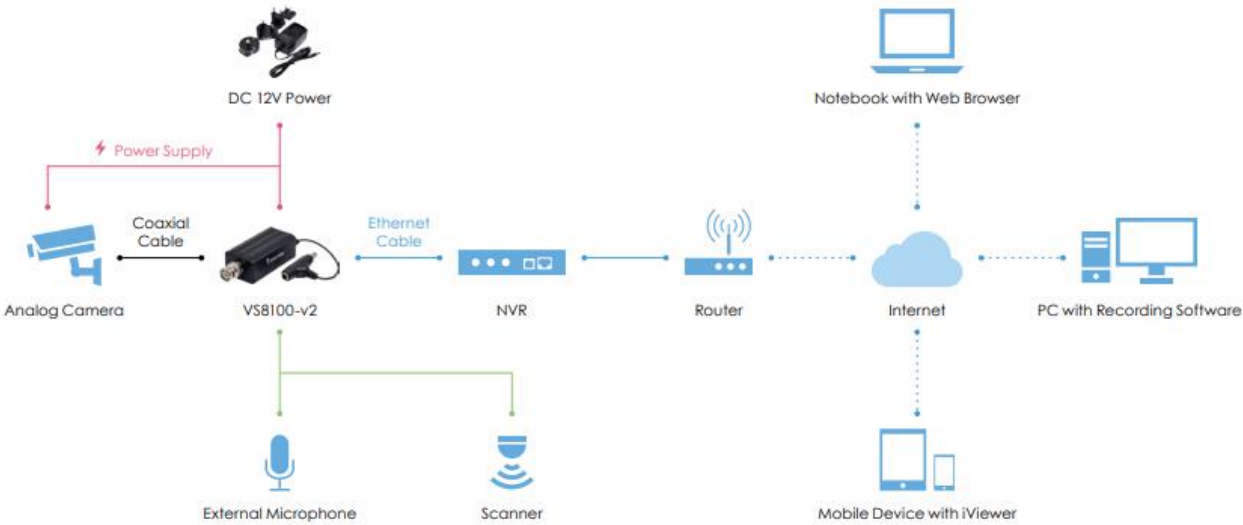 DC 12V Power
Notebook with Web Browser
Power Supply
Coaxial
Cable
Ethernet
Cable
Analog Camera
VS8100-v2
NVR
Router
Internet
PC with Recording Software
External Microphone
Scanner
Mobile Device with iViewer